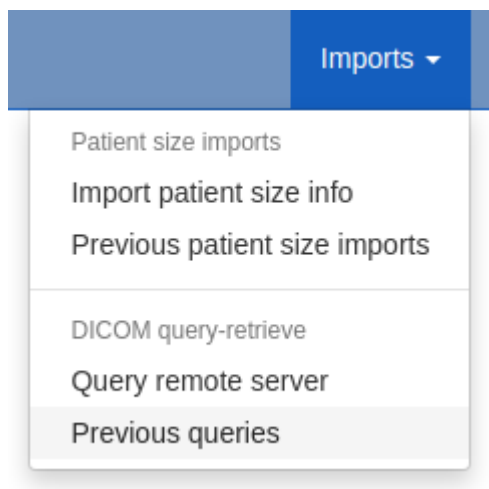 Imports
Patient size imports
Import patient size info
Previous patient size imports
DICOM query-retrieve
Query remote server
Previous queries